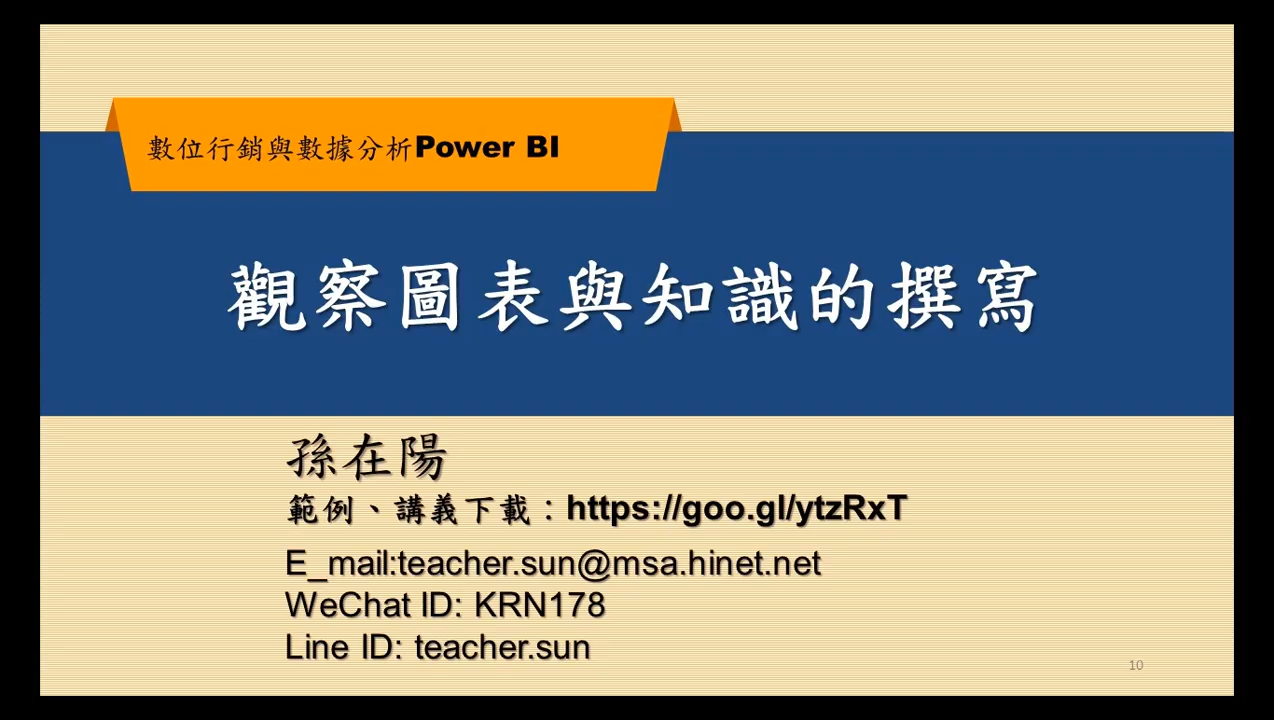 數位行銷與數據分析Power BI
觀察圖表與知識的撰寫
孫在陽
範例、講義下載：https://goo.gl/ytzRxT
E_mail:teacher.sun@msa.hinet.net
WeChat ID: KRN178
Line ID: teacher.sun
10